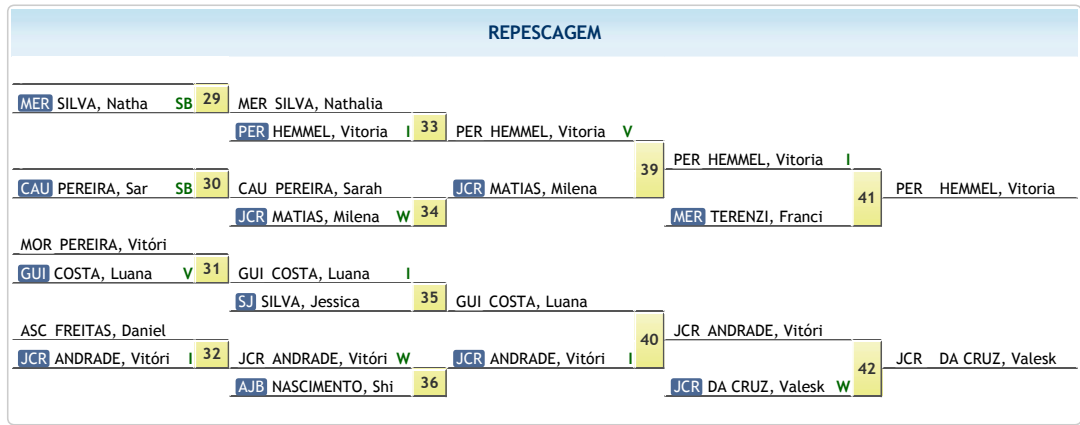 REPESCAGEM
MER SILVA, Natha SB 29 MER SILVA, Nathalia
PER HEMMEL, Vitoria I 33 PER HEMMEL, Vitoria V
39 PER HEMMEL, Vitoria I
CAU PEREIRA, Sar SB 30 CAU PEREIRA, Sarah JCR MATIAS, Milena 41 PER HEMMEL, Vitoria
JCR MATIAS, Milena W 34 MER TERENZI, Franci
MOR PEREIRA, Vitóri
GUI COSTA, Luana V 31 GUI COSTA, Luana I
SJ SILVA, Jessica 35 GUI COSTA, Luana
ASC FREITAS, Daniel 40 JCR ANDRADE, Vitóri
JCR ANDRADE, Vitóri I 32 JCR ANDRADE, Vitóri W JCR ANDRADE, Vitóri I 42 JCR DA CRUZ, Valesk
AJB NASCIMENTO, Shi 36 JCR DA CRUZ, Valesk W